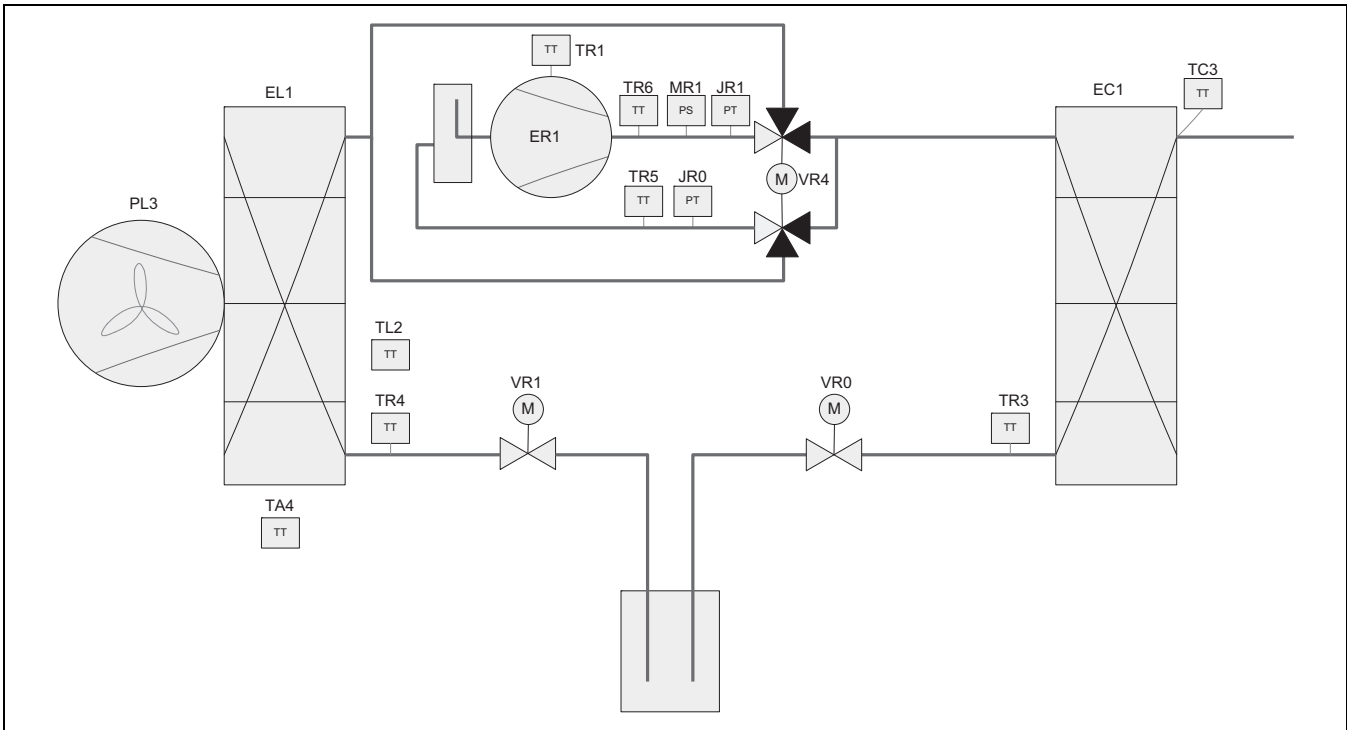 TT TR1
TC3
EL1 TR6 MR1 JR1 EC1
TT
TT PS PT
ER1
TR5 JR0 M VR4
PL3 TT PT
M
TL2
TT
VR1 VR0
TR4 M M TR3
TT TT
TA4
TT